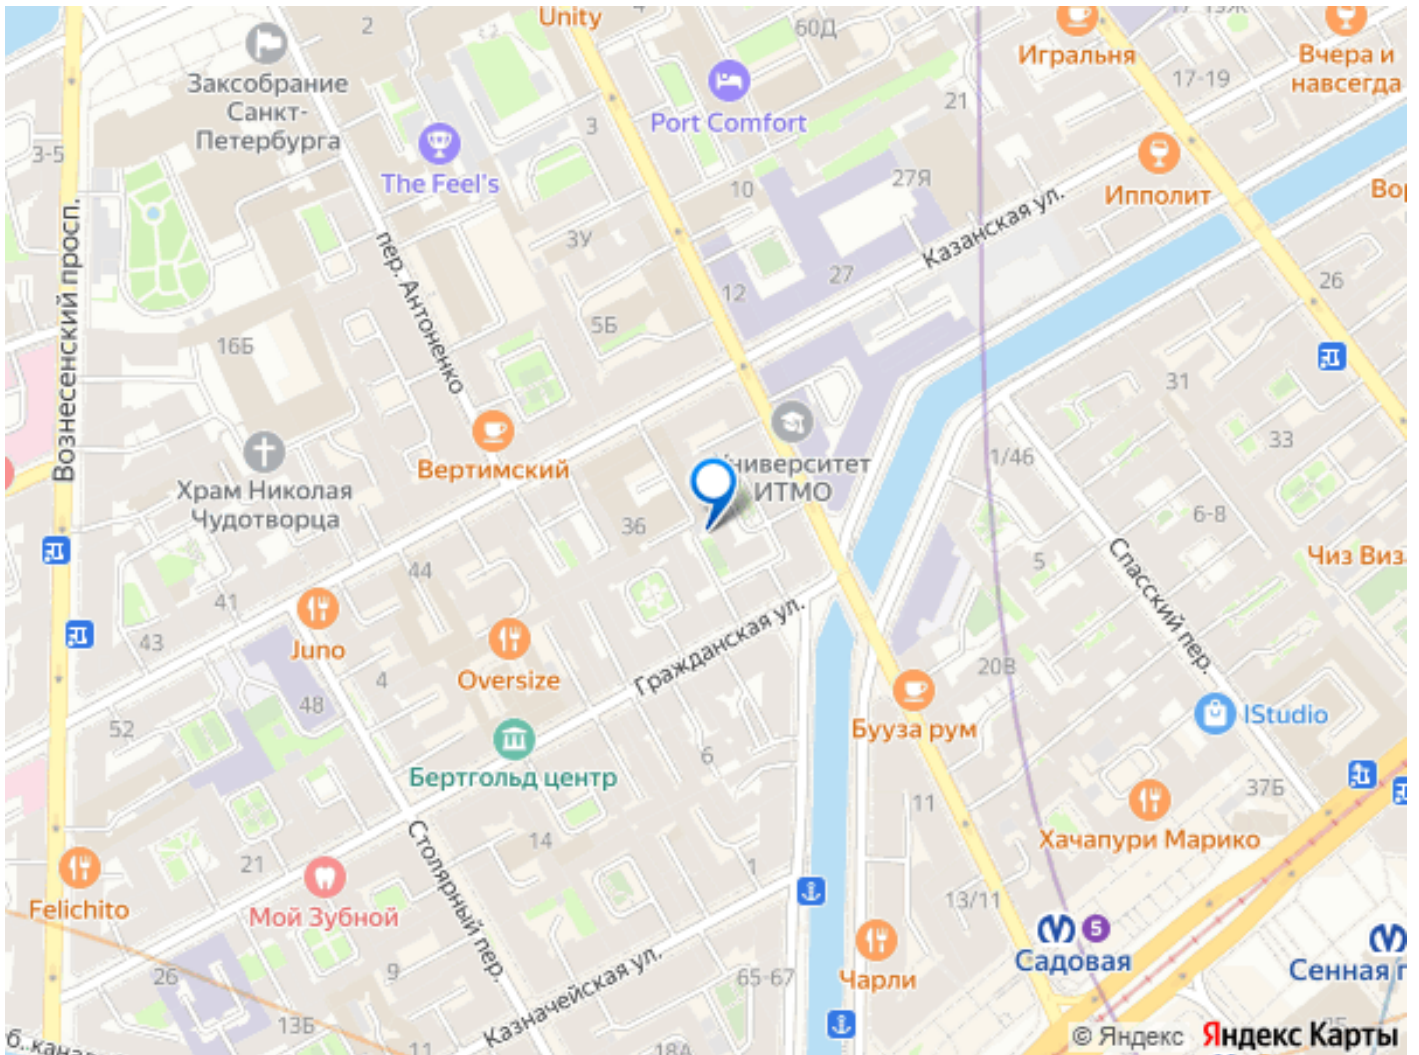 Unity
4
2
60Д
17-19Ж
Игральня
Вчера и
навсегда
Заксобрание
Санкт-
Петербурга
17-19
21
3
Port Comfort
3-5
The Feel's
10
27Я
Ипполит
Вор
Вознесенский просп.
пер. Антоненко
3У
Казанская ул.
27
12
26
5Б
16Б
31
33
Вертимский
Университет
ИТМО
1/46
Храм Николая
Чудотворца
36
6-8
Спасский пер.
5
Чиз Виз
44
41
43
Juno
Гражданская ул.
Oversize
4
20В
48
52
Бууза рум
IStudio
6
Бертгольд центр
37Б
11
14
Хачапури Марико
Столярный пер.
21
1
13/11
Felichito
Мой Зубной
5
Садовая
Сенная п
26
9
Казначейская ул.
65-67
Чарли
13Б
11
18А
б. кана
© Яндекс Яндекс Карты